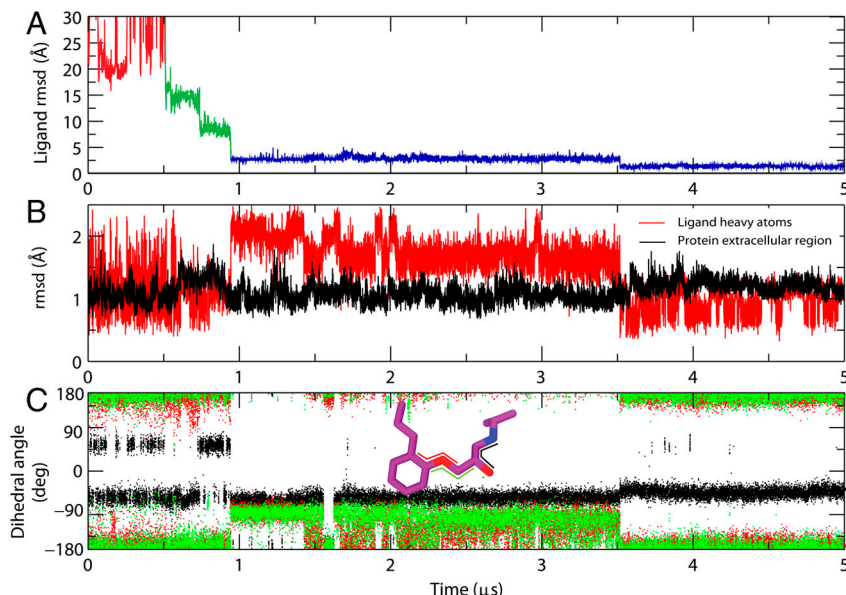 A
Ligand rmsd (Å)
30
25
20
15
10
5
0
0 1 2 3 4 5
B
rmsd (Å)
2
1
0
Ligand heavy atoms
Protein extracellular region
0 1 2 3 4 5
C
Dihedral angle
(deg)
180
90
0
−90
−180
0 1 2 3 4 5
Time (μs)